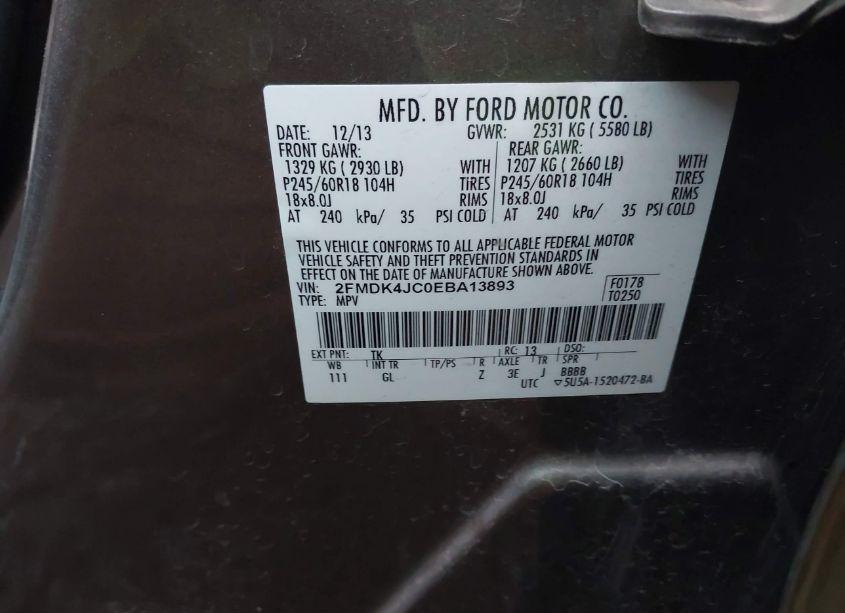 MFD. BY FORD MOTOR CO.
DATE: 12/13 GVWR: 2531 KG ( 5580 LB)
FRONT GAWR: REAR GAWR:
1329 KG ( 2930 LB) WITH 1207 KG ( 2660 LB) WITH
P245/60R18 104H TIRES P245/60R18 104H TIRES
18x8.0J RIMS 18x8.0J RIMS
AT 240 kPa/ 35 PSI COLD AT 240 kPa/ 35 PSI COLD
THIS VEHICLE CONFORMS TO ALL APPLICABLE FEDERAL MOTOR
VEHICLE SAFETY AND THEFT PREVENTION STANDARDS IN
EFFECT ON THE DATE OF MANUFACTURE SHOWN ABOVE.
VIN: 2FMDK4JC0EBA13893 F0178
TYPE: MPV T0250
EXT PNT: TK RC: 13 DSO:
WB INT TR TP/PS R AXLE TR SPR
111 GL Z 3E J BBBB
UTC ▽5U5A-1520472-BA